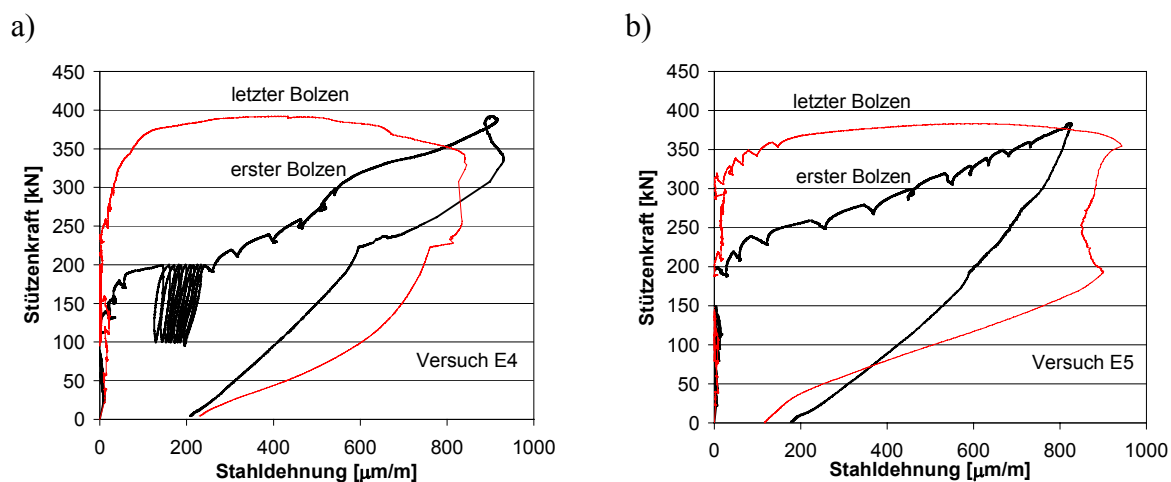 a)
450
400
350
300
250
200
150
100
50
0
0 200 400 600 800 1000
Stützenkraft [kN]
Stahldehnung [µm/m]
letzter Bolzen
erster Bolzen
Versuch E4
b)
450
400
350
300
250
200
150
100
50
0
0 200 400 600 800 1000
Stützenkraft [kN]
Stahldehnung [µm/m]
letzter Bolzen
erster Bolzen
Versuch E5